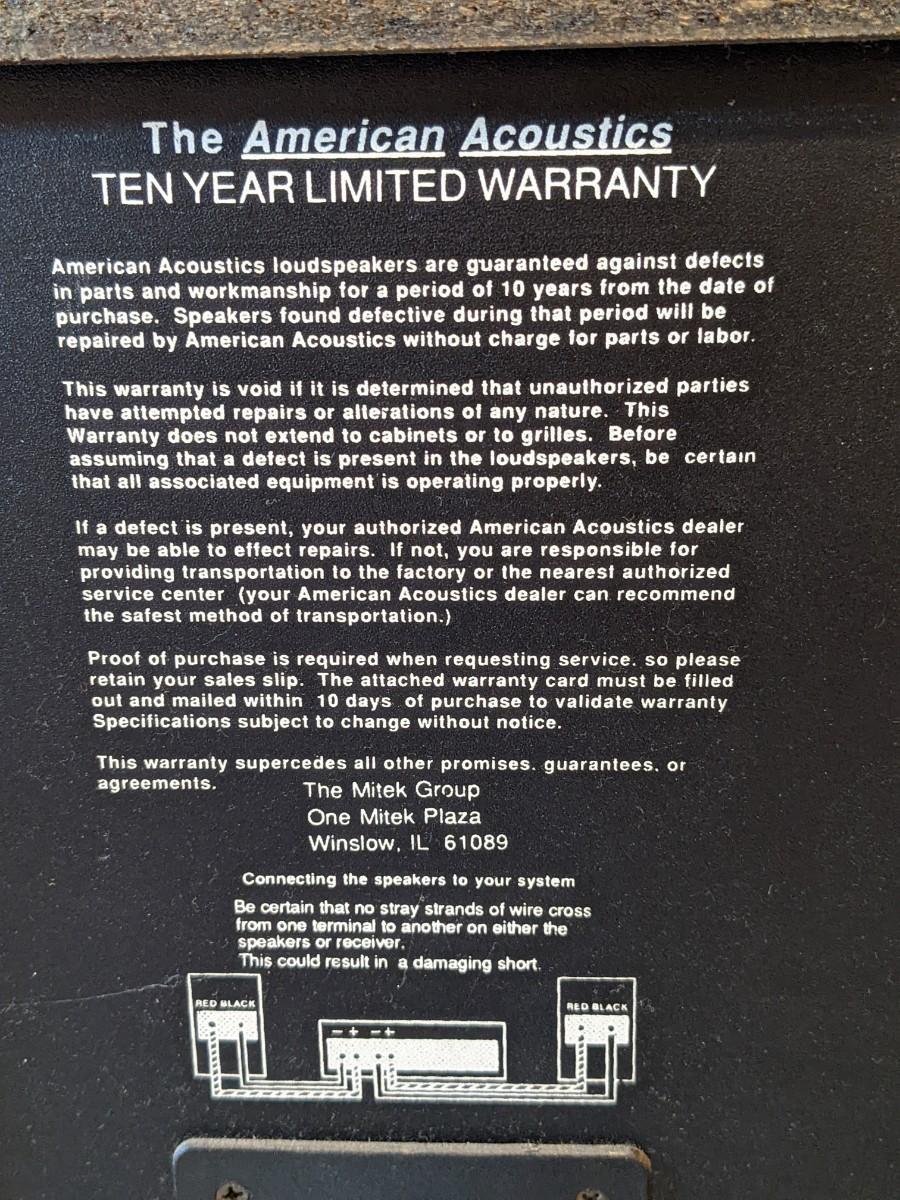 The American Acoustics
TEN YEAR LIMITED WARRANTY
American Acoustics loudspeakers are guaranteed against defects
in parts and workmanship for a period of 10 years from the date of
purchase. Speakers found defective during that period will be
repaired by American Acoustics without charge for parts or labor.
This warranty is void if it is determined that unauthorized parties
have attempted repairs or alterations of any nature. This
Warranty does not extend to cabinets or to grilles. Before
assuming that a defect is present in the loudspeakers, be certain
that all associated equipment is operating properly.
If a defect is present, your authorized American Acoustics dealer
may be able to effect repairs. If not, you are responsible for
providing transportation to the factory or the nearest authorized
service center (your American Acoustics dealer can recommend
the safest method of transportation.)
Proof of purchase is required when requesting service. so please
retain your sales slip. The attached warranty card must be filled
out and mailed within 10 days of purchase to validate warranty
Specifications subject to change without notice.
This warranty supercedes all other promises. guarantees. or
agreements.
The Mitek Group
One Mitek Plaza
Winslow, IL 61089
Connecting the speakers to your system
Be certain that no stray strands of wire cross
from one terminal to another on either the
speakers or receiver.
This could result in a damaging short.
RED BLACK
- + - +
RED BLACK